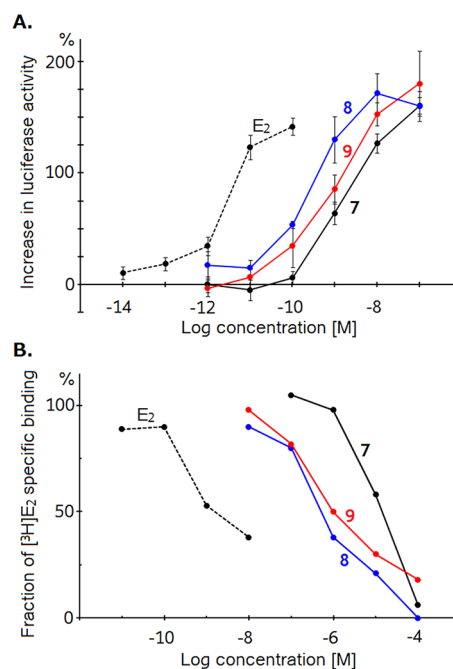 A.
%
200
100
0
Increase in luciferase activity
E2
8
9
7
-14
-12
-10
-8
-6
Log concentration [M]
B.
%
100
50
0
Fraction of [³H]E₂ specific binding
E₂
7
9
8
-10
-8
-6
-4
Log concentration [M]